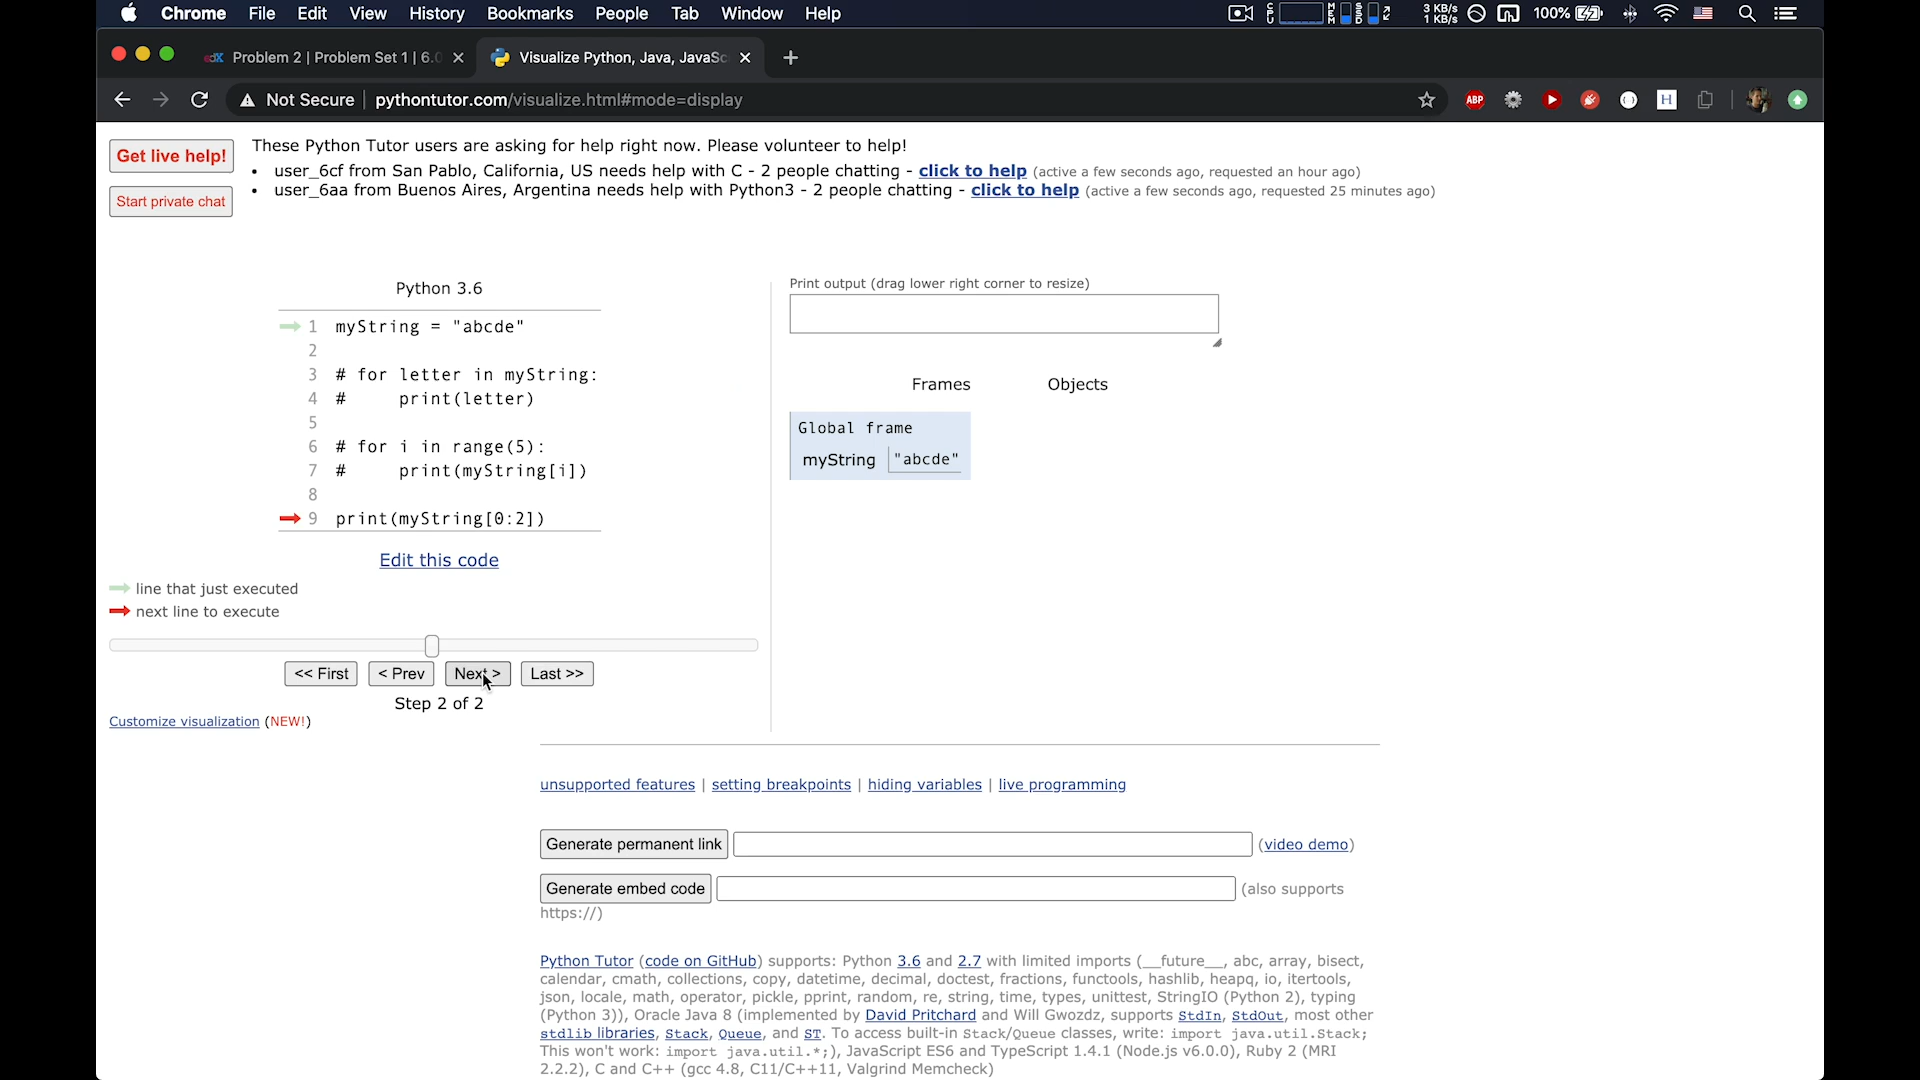 Chrome File Edit View History Bookmarks People Tab Window Help
CPU MEM SSD 3 KB/s 1 KB/s 100%
edX Problem 2 | Problem Set 1 | 6.0 Visualize Python, Java, JavaSc
Not Secure pythontutor.com/visualize.html#mode=display ABP H
Get live help! These Python Tutor users are asking for help right now. Please volunteer to help!
• user_6cf from San Pablo, California, US needs help with C - 2 people chatting - click to help (active a few seconds ago, requested an hour ago)
• user_6aa from Buenos Aires, Argentina needs help with Python3 - 2 people chatting - click to help (active a few seconds ago, requested 25 minutes ago)
Start private chat
Python 3.6
1 myString = "abcde"
2
3 # for letter in myString:
4 #     print(letter)
5
6 # for i in range(5):
7 #     print(myString[i])
8
9 print(myString[0:2])
Edit this code
line that just executed
next line to execute
<< First < Prev Next > Last >>
Step 2 of 2
Customize visualization (NEW!)
Print output (drag lower right corner to resize)
Frames Objects
Global frame
myString "abcde"
unsupported features | setting breakpoints | hiding variables | live programming
Generate permanent link (video demo)
Generate embed code (also supports
https://)
Python Tutor (code on GitHub) supports: Python 3.6 and 2.7 with limited imports (__future__, abc, array, bisect,
calendar, cmath, collections, copy, datetime, decimal, doctest, fractions, functools, hashlib, heapq, io, itertools,
json, locale, math, operator, pickle, pprint, random, re, string, time, types, unittest, StringIO (Python 2), typing
(Python 3)), Oracle Java 8 (implemented by David Pritchard and Will Gwozdz, supports StdIn, StdOut, most other
stdlib libraries, Stack, Queue, and ST. To access built-in Stack/Queue classes, write: import java.util.Stack;
This won't work: import java.util.*;), JavaScript ES6 and TypeScript 1.4.1 (Node.js v6.0.0), Ruby 2 (MRI
2.2.2), C and C++ (gcc 4.8, C11/C++11, Valgrind Memcheck)